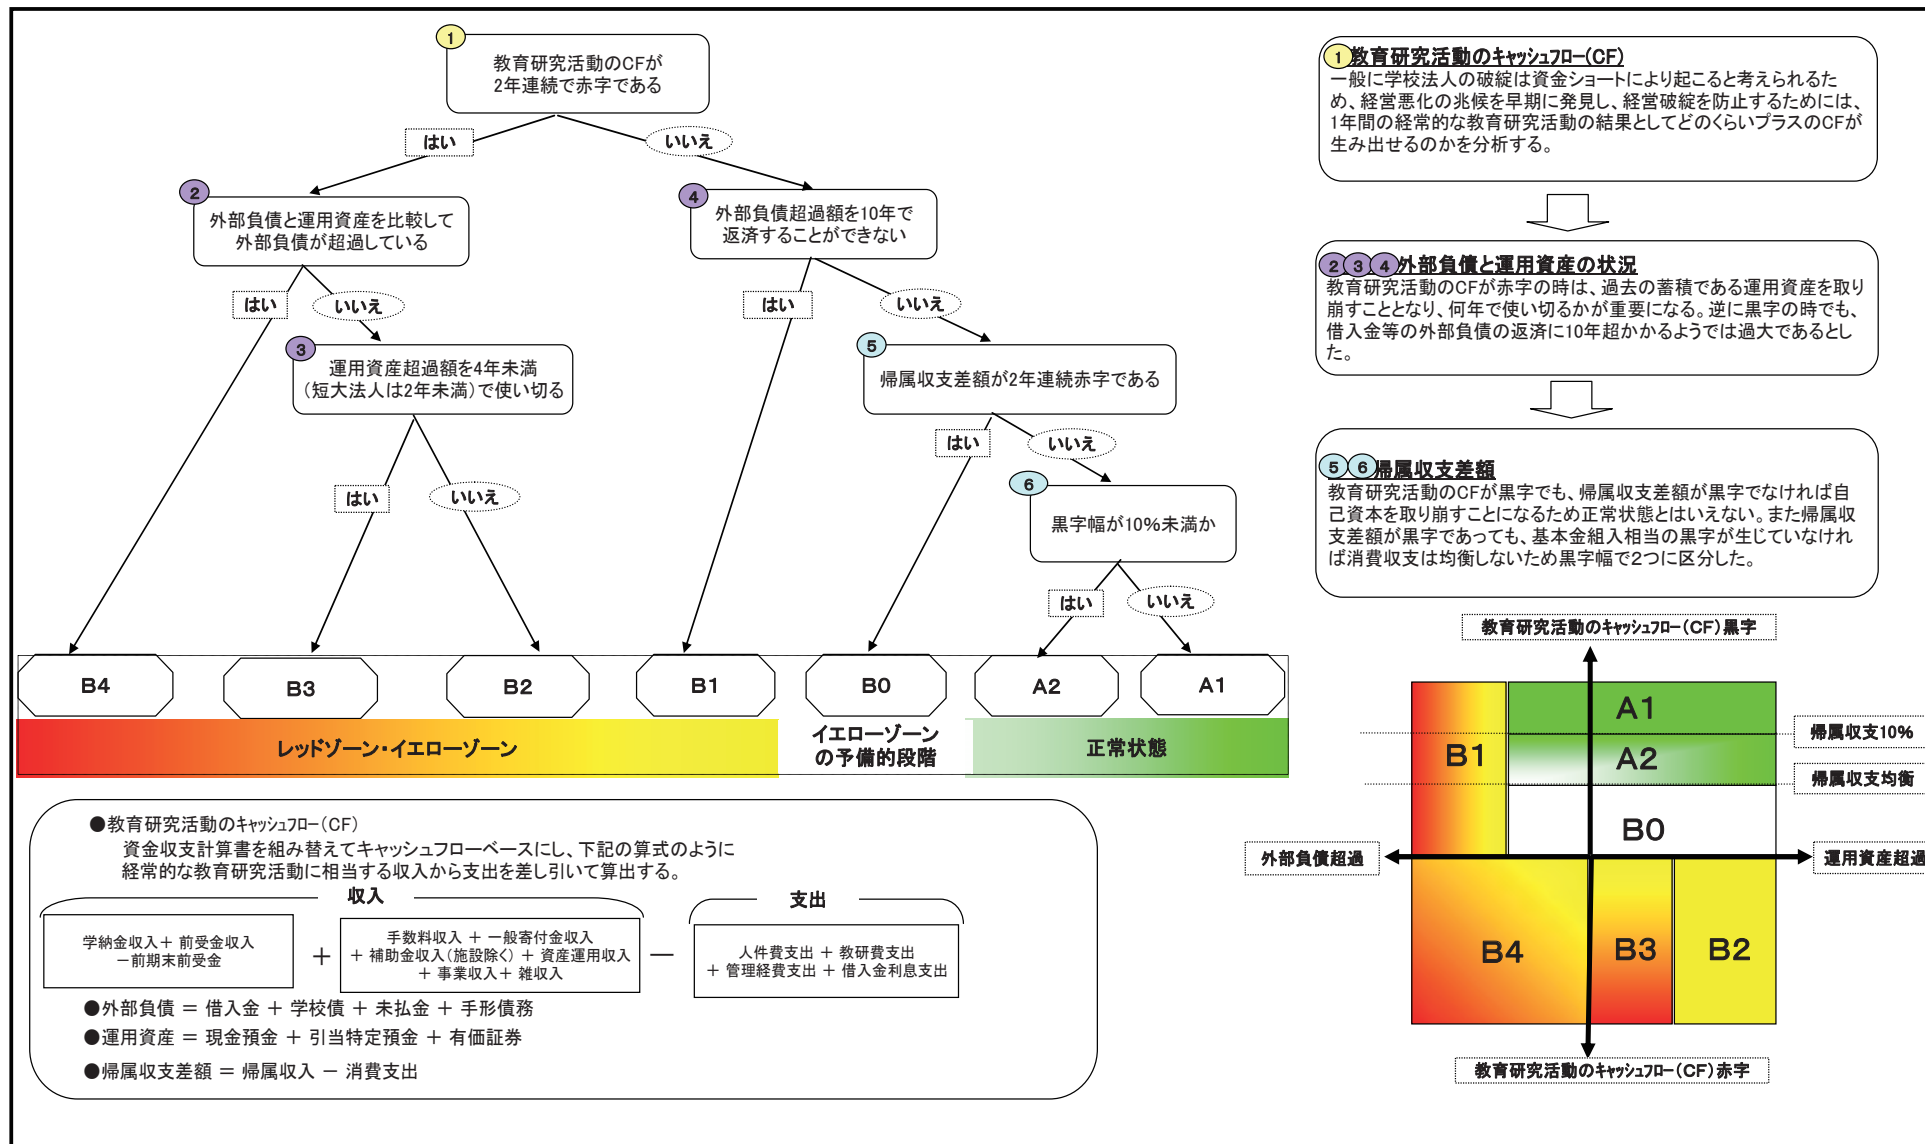 1
教育研究活動のCFが
2年連続で赤字である
はい
いいえ
2
外部負債と運用資産を比較して
外部負債が超過している
4
外部負債超過額を10年で
返済することができない
はい
いいえ
はい
いいえ
3
運用資産超過額を4年未満
(短大法人は2年未満)で使い切る
5
帰属収支差額が2年連続赤字である
はい
いいえ
はい
いいえ
6
黒字幅が10%未満か
はい
いいえ
B4
B3
B2
B1
B0
A2
A1
レッドゾーン・イエローゾーン
イエローゾーン
の予備的段階
正常状態
●教育研究活動のキャッシュフロー(CF)
資金収支計算書を組み替えてキャッシュフローベースにし、下記の算式のように
経常的な教育研究活動に相当する収入から支出を差し引いて算出する。
収入
支出
学納金収入+ 前受金収入
-前期末前受金
+
手数料収入 + 一般寄付金収入
+ 補助金収入(施設除く) + 資産運用収入
+ 事業収入+ 雑収入
—
人件費支出 + 教研費支出
+ 管理経費支出 + 借入金利息支出
●外部負債 = 借入金 + 学校債 + 未払金 + 手形債務
●運用資産 = 現金預金 + 引当特定預金 + 有価証券
●帰属収支差額 = 帰属収入 - 消費支出
1 教育研究活動のキャッシュフロー(CF)
一般に学校法人の破綻は資金ショートにより起こると考えられるた
め、経営悪化の兆候を早期に発見し、経営破綻を防止するためには、
1年間の経常的な教育研究活動の結果としてどのくらいプラスのCFが
生み出せるのかを分析する。
2 3 4 外部負債と運用資産の状況
教育研究活動のCFが赤字の時は、過去の蓄積である運用資産を取り
崩すこととなり、何年で使い切るかが重要になる。逆に黒字の時でも、
借入金等の外部負債の返済に10年超かかるようでは過大であるとし
た。
5 6 帰属収支差額
教育研究活動のCFが黒字でも、帰属収支差額が黒字でなければ自
己資本を取り崩すことになるため正常状態とはいえない。また帰属収
支差額が黒字であっても、基本金組入相当の黒字が生じていなけれ
ば消費収支は均衡しないため黒字幅で2つに区分した。
教育研究活動のキャッシュフロー(CF)黒字
A1
帰属収支10%
B1
A2
帰属収支均衡
B0
外部負債超過
運用資産超過
B4
B3
B2
教育研究活動のキャッシュフロー(CF)赤字